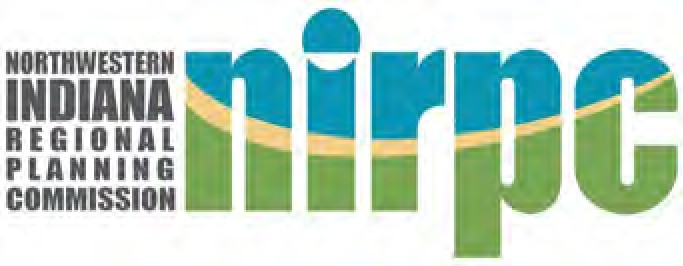 NORTHWESTERN
INDIANA
REGIONAL
PLANNING
COMMISSION
nirpc